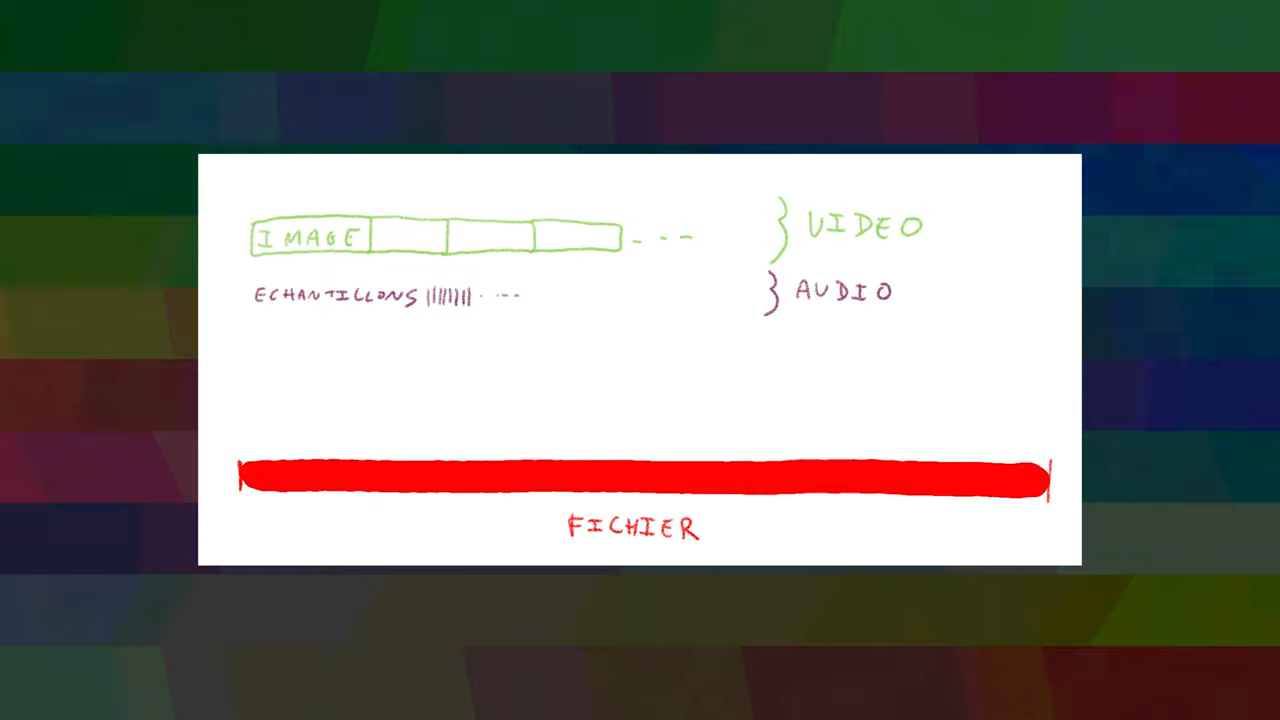 IMAGE - - - - } VIDEO
ECHANTILLONS |||||||| - - - - } AUDIO
FICHIER